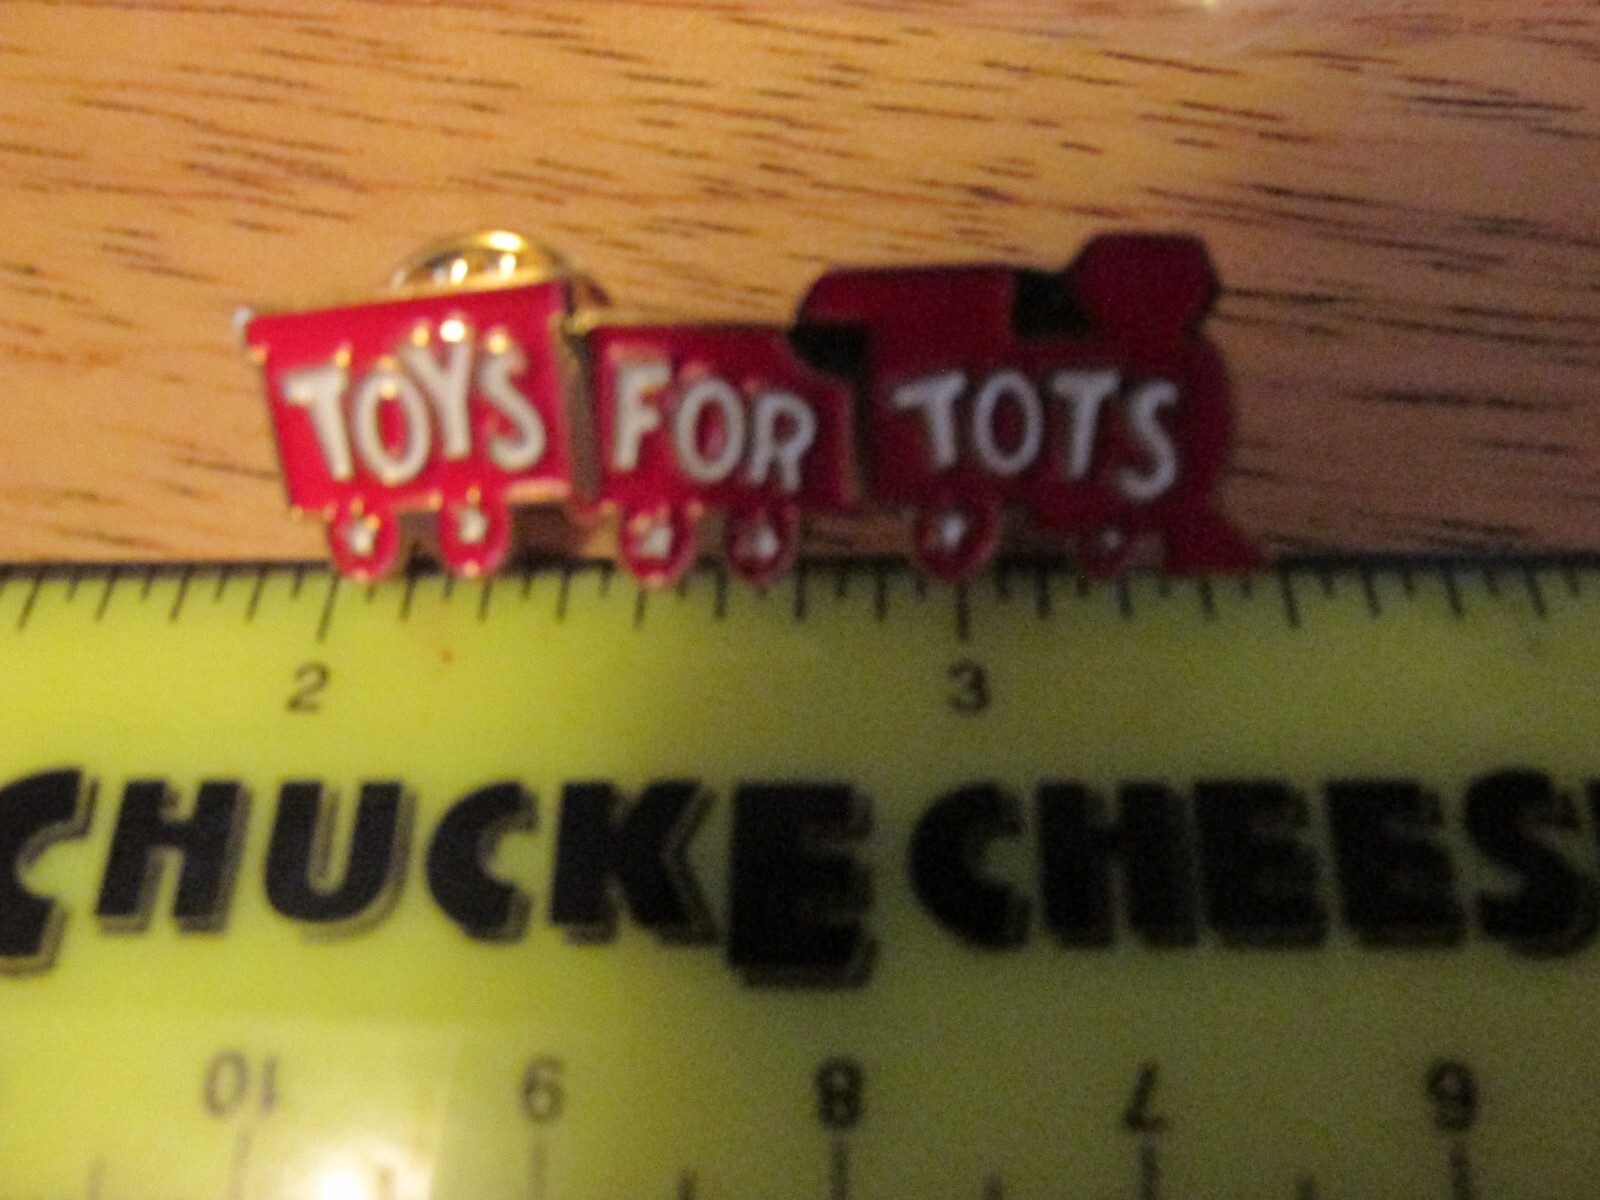 TOYS FOR TOTS
2 3
CHUCK E CHEES
10 9 8 7 6